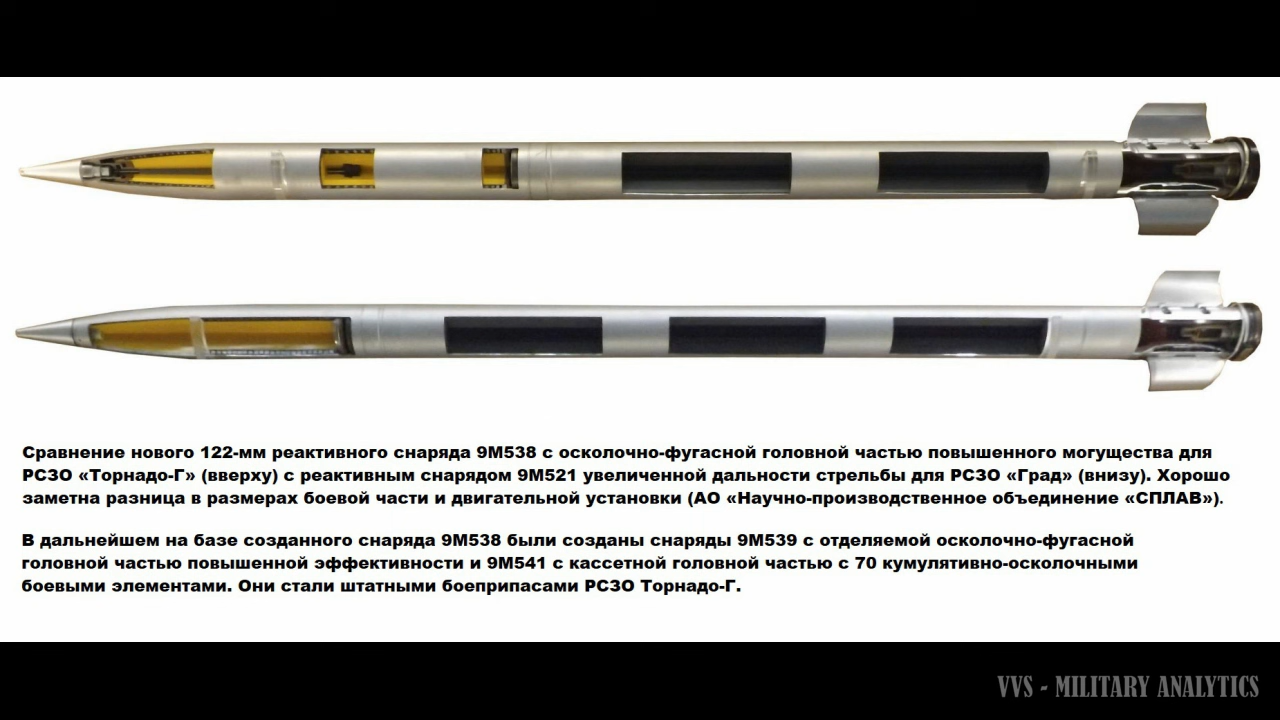 Сравнение нового 122-мм реактивного снаряда 9М538 с осколочно-фугасной головной частью повышенного могущества для
РСЗО «Торнадо-Г» (вверху) с реактивным снарядом 9М521 увеличенной дальности стрельбы для РСЗО «Град» (внизу). Хорошо
заметна разница в размерах боевой части и двигательной установки (АО «Научно-производственное объединение «СПЛАВ»).
В дальнейшем на базе созданного снаряда 9М538 были созданы снаряды 9М539 с отделяемой осколочно-фугасной
головной частью повышенной эффективности и 9М541 с кассетной головной частью с 70 кумулятивно-осколочными
боевыми элементами. Они стали штатными боеприпасами РСЗО Торнадо-Г.
VVS - MILITARY ANALYTICS